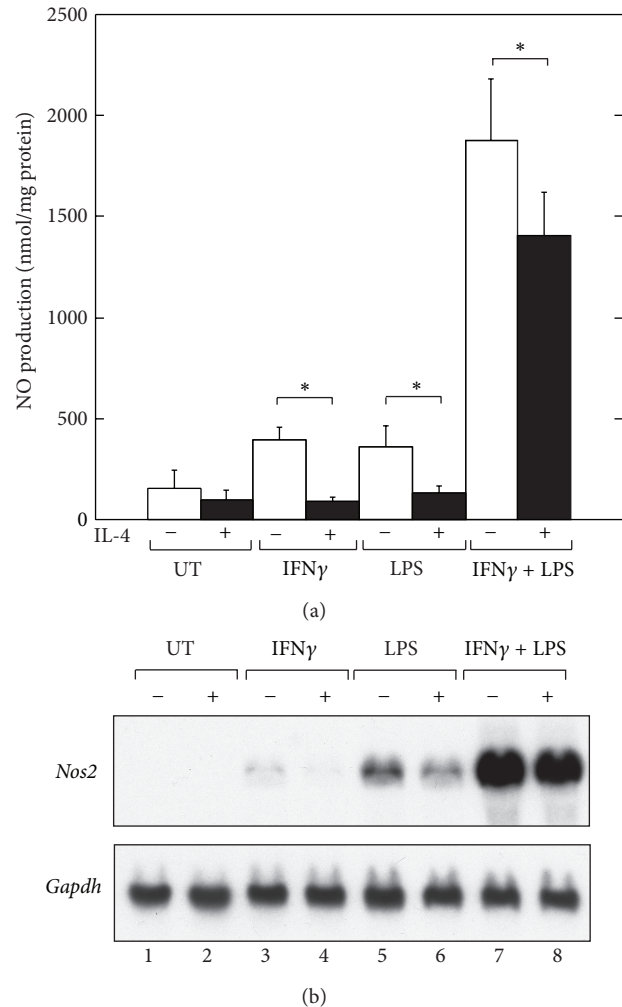 2500
2000
1500
1000
500
0
NO production (nmol/mg protein)
*
*
*
IL-4 − + − + − + − +
UT IFNγ LPS IFNγ + LPS
(a)
UT IFNγ LPS IFNγ + LPS
− + − + − + − +
Nos2
Gapdh
1 2 3 4 5 6 7 8
(b)